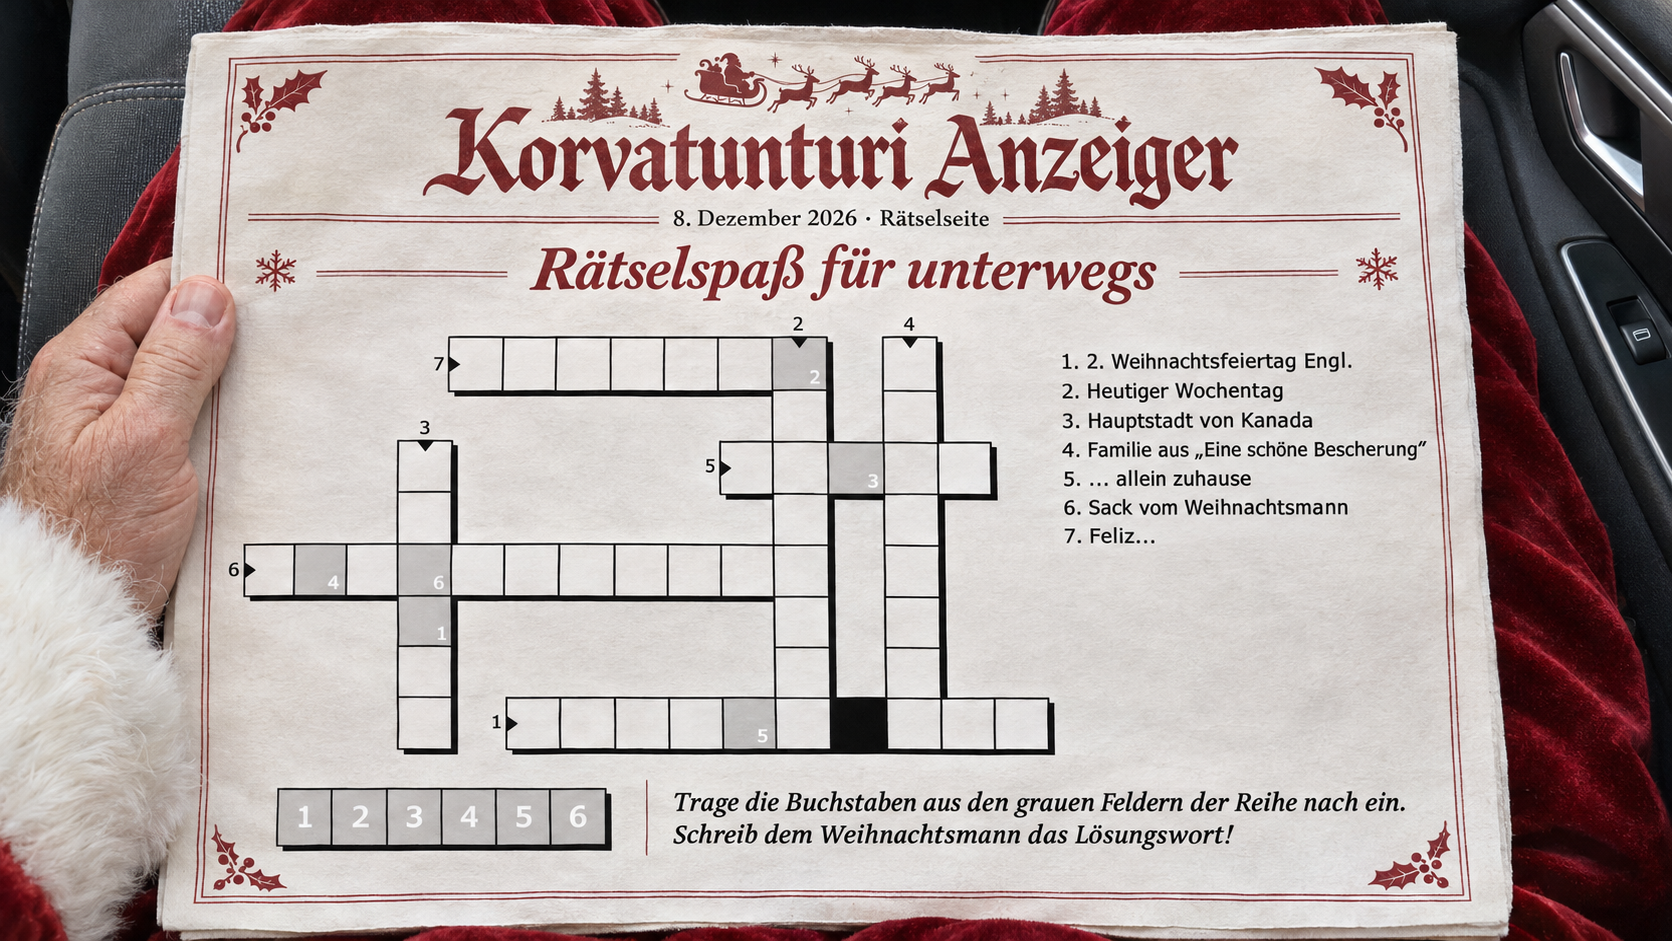 Korvatunturi Anzeiger
8. Dezember 2026 · Rätselseite
Rätselspaß für unterwegs
2
4
7
2
3
5
3
6
4
6
1
1
5
1. 2. Weihnachtsfeiertag Engl.
2. Heutiger Wochentag
3. Hauptstadt von Kanada
4. Familie aus „Eine schöne Bescherung“
5. ... allein zuhause
6. Sack vom Weihnachtsmann
7. Feliz...
1 2 3 4 5 6
Trage die Buchstaben aus den grauen Feldern der Reihe nach ein.
Schreib dem Weihnachtsmann das Lösungswort!